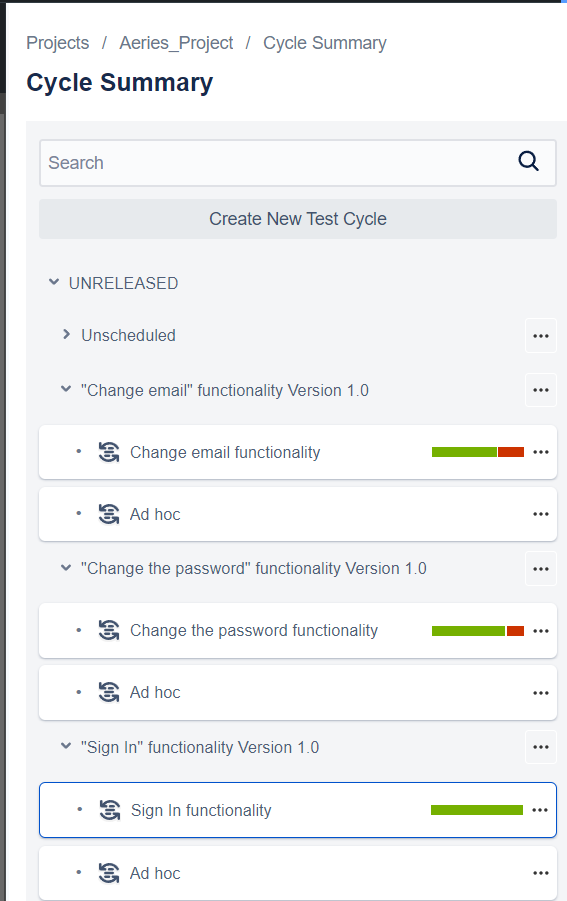 Projects / Aeries_Project / Cycle Summary
Cycle Summary
Search
Create New Test Cycle
UNRELEASED
Unscheduled
"Change email" functionality Version 1.0
Change email functionality
Ad hoc
"Change the password" functionality Version 1.0
Change the password functionality
Ad hoc
"Sign In" functionality Version 1.0
Sign In functionality
Ad hoc